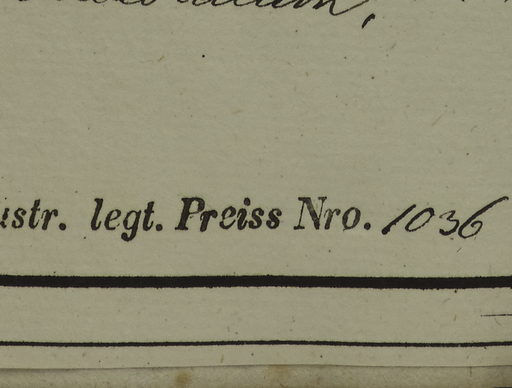 ustr. legt. Preiss Nro. 1036